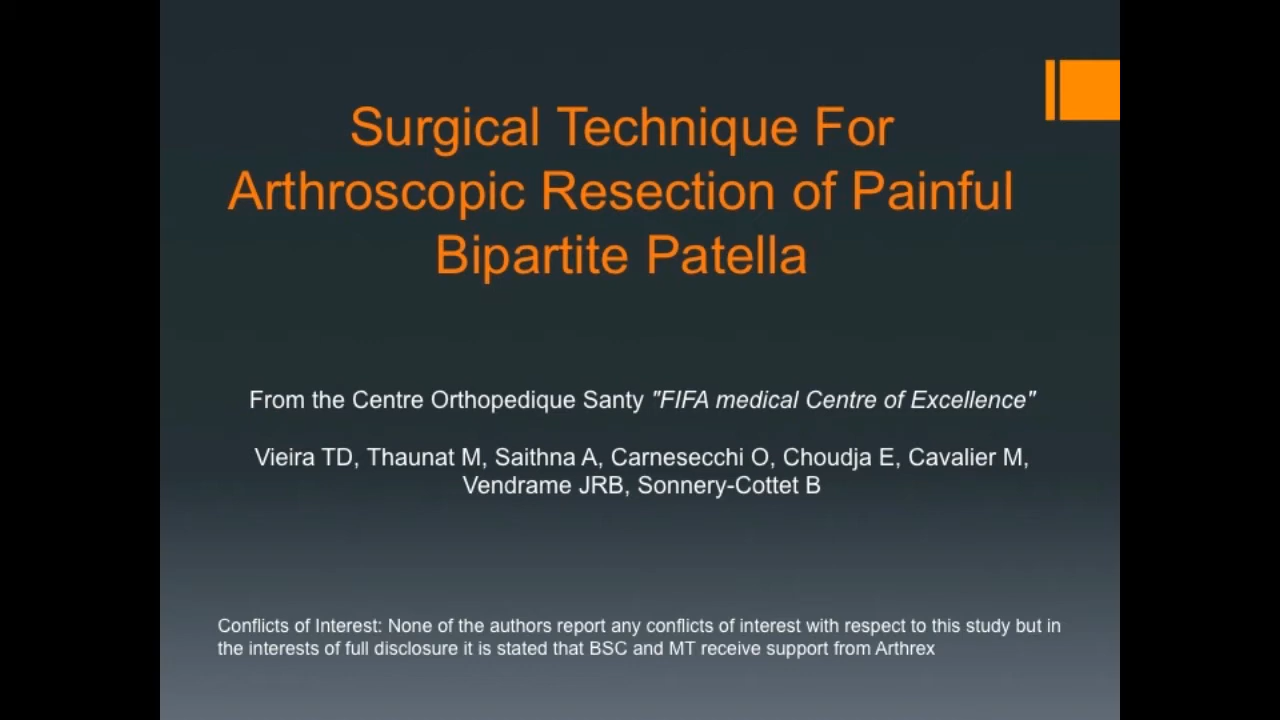 Surgical Technique For
Arthroscopic Resection of Painful
Bipartite Patella
From the Centre Orthopedique Santy "FIFA medical Centre of Excellence"
Vieira TD, Thaunat M, Saithna A, Carnesecchi O, Choudja E, Cavalier M,
Vendrame JRB, Sonnery-Cottet B
Conflicts of Interest: None of the authors report any conflicts of interest with respect to this study but in
the interests of full disclosure it is stated that BSC and MT receive support from Arthrex